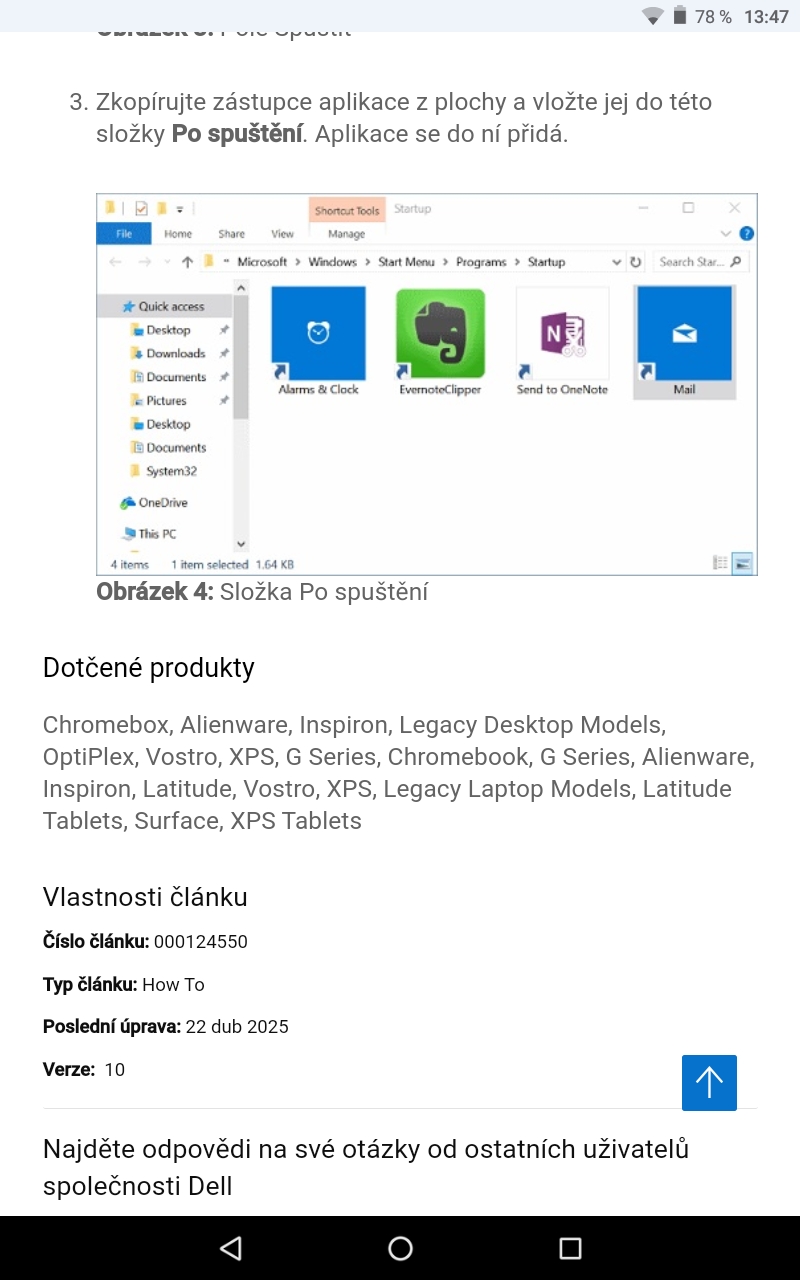 78 % 13:47
Obrázek 3: Pole Spustit
3. Zkopírujte zástupce aplikace z plochy a vložte jej do této
složky Po spuštění. Aplikace se do ní přidá.
Shortcut Tools Startup
File Home Share View Manage
Microsoft > Windows > Start Menu > Programs > Startup Search Star...
Quick access
Desktop
Downloads
Documents
Pictures
Desktop
Documents
System32
OneDrive
This PC
Alarms & Clock EvernoteClipper Send to OneNote Mail
4 items 1 item selected 1.64 KB
Obrázek 4: Složka Po spuštění
Dotčené produkty
Chromebox, Alienware, Inspiron, Legacy Desktop Models,
OptiPlex, Vostro, XPS, G Series, Chromebook, G Series, Alienware,
Inspiron, Latitude, Vostro, XPS, Legacy Laptop Models, Latitude
Tablets, Surface, XPS Tablets
Vlastnosti článku
Číslo článku: 000124550
Typ článku: How To
Poslední úprava: 22 dub 2025
Verze: 10
Najděte odpovědi na své otázky od ostatních uživatelů
společnosti Dell